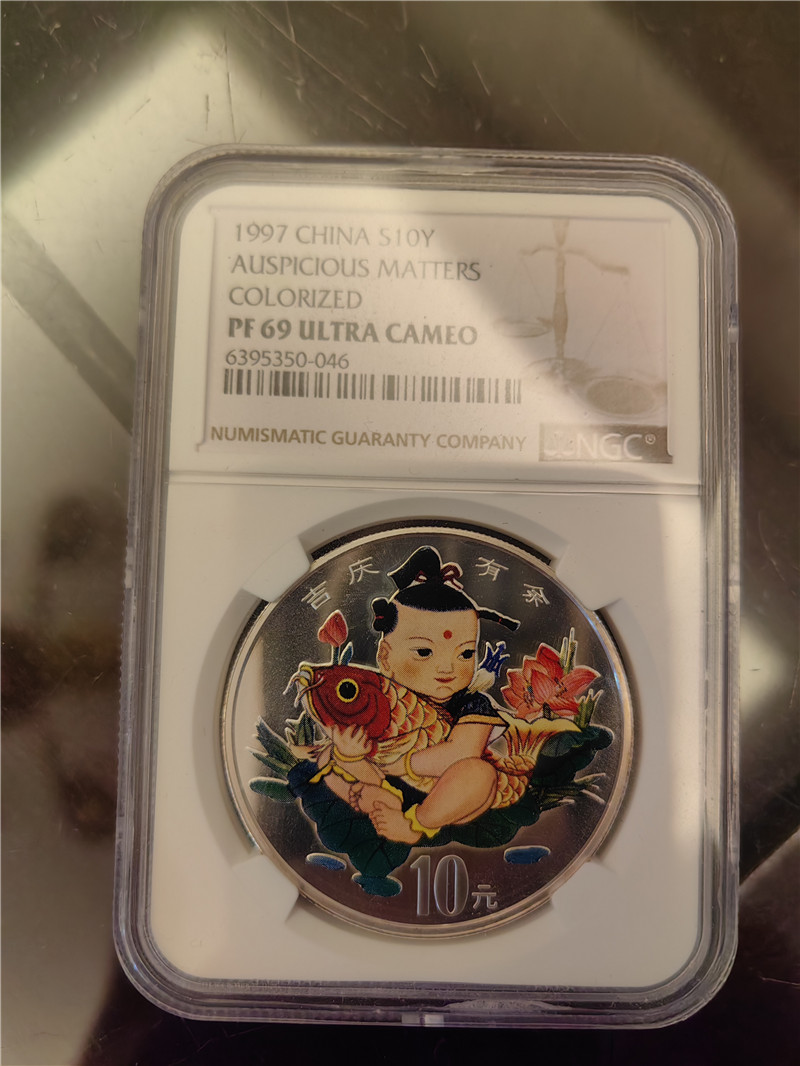 1997 CHINA S10Y
AUSPICIOUS MATTERS
COLORIZED
PF 69 ULTRA CAMEO
6395350-046
NUMISMATIC GUARANTY COMPANY
NGC®
吉庆有余
10元